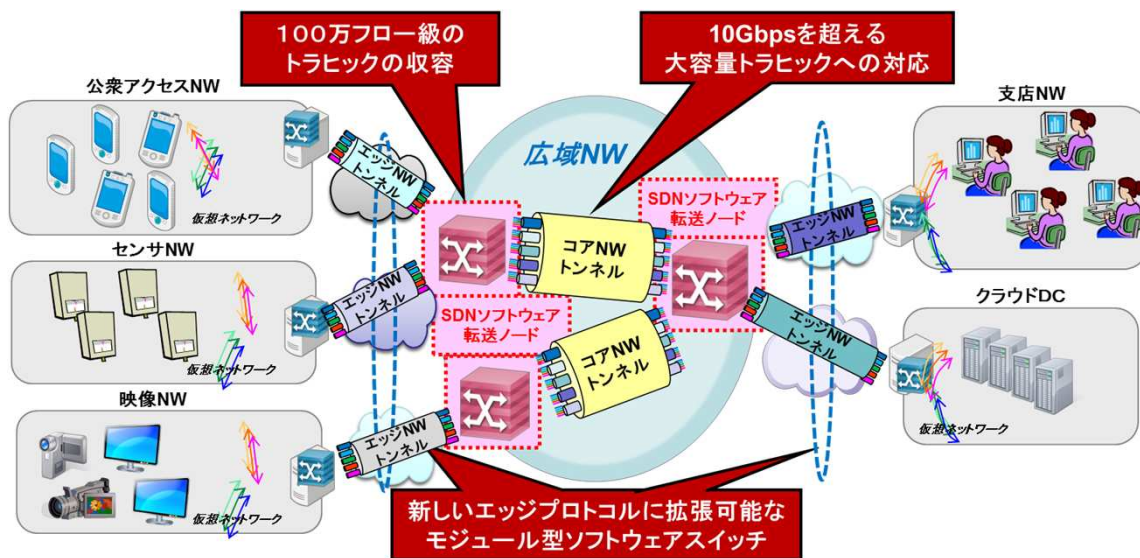 100万フロー級の
トラヒックの収容
10Gbpsを超える
大容量トラヒックへの対応
公衆アクセスNW
仮想ネットワーク
センサNW
仮想ネットワーク
映像NW
仮想ネットワーク
エッジNW
トンネル
エッジNW
トンネル
エッジNW
トンネル
広域NW
SDNソフトウェア
転送ノード
コアNW
トンネル
SDNソフトウェア
転送ノード
コアNW
トンネル
エッジNW
トンネル
エッジNW
トンネル
支店NW
仮想ネットワーク
クラウドDC
仮想ネットワーク
新しいエッジプロトコルに拡張可能な
モジュール型ソフトウェアスイッチ